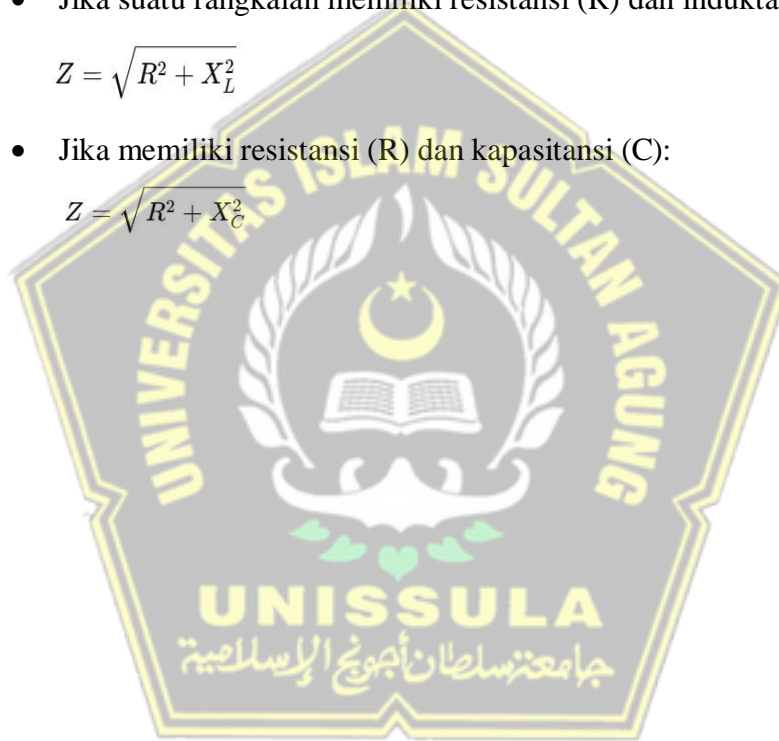 • Jika suatu rangkaian memiliki resistansi (R) dan indukta
Z = √R² + X_L²
• Jika memiliki resistansi (R) dan kapasitansi (C):
Z = √R² + X_C²
UNIVERSITAS ISLAM SULTAN AGUNG
UNISSULA
جامعة سلطان أجونج الإسلامية